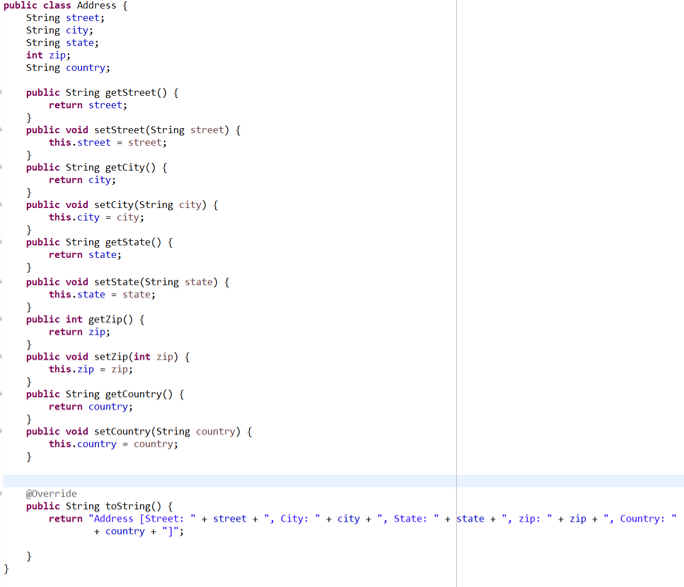 public class Address {
    String street;
    String city;
    String state;
    int zip;
    String country;

    public String getStreet() {
        return street;
    }
    public void setStreet(String street) {
        this.street = street;
    }
    public String getCity() {
        return city;
    }
    public void setCity(String city) {
        this.city = city;
    }
    public String getState() {
        return state;
    }
    public void setState(String state) {
        this.state = state;
    }
    public int getZip() {
        return zip;
    }
    public void setZip(int zip) {
        this.zip = zip;
    }
    public String getCountry() {
        return country;
    }
    public void setCountry(String country) {
        this.country = country;
    }

    @Override
    public String toString() {
        return "Address [Street: " + street + ", City: " + city + ", State: " + state + ", zip: " + zip + ", Country: "
                + country + "]";

    }
}